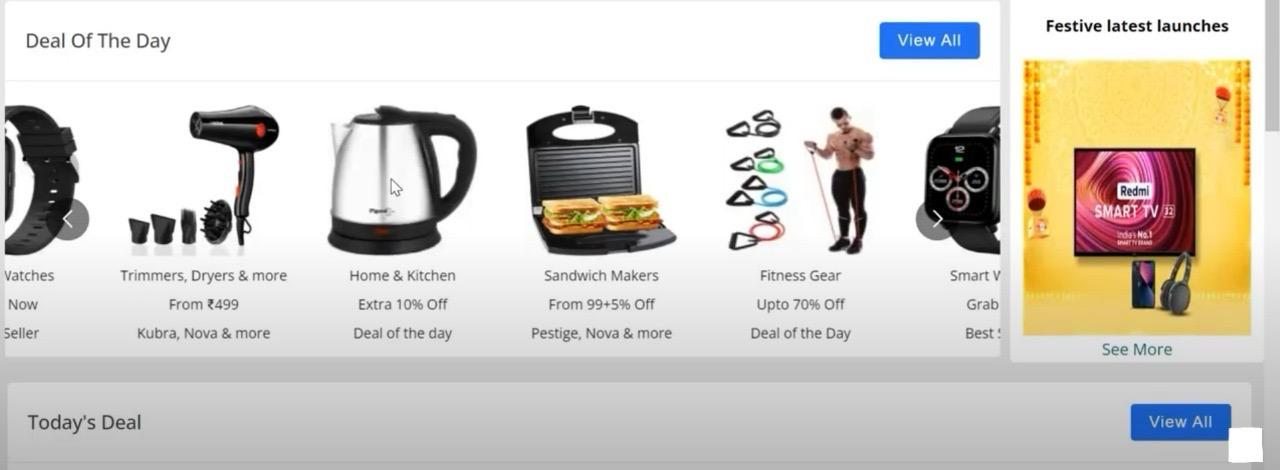 Deal Of The Day
View All
Festive latest launches
Redmi
SMART TV 32
India's No.1
SMART TV BRAND
Watches
Now
Seller
Trimmers, Dryers & more
From ₹499
Kubra, Nova & more
Pigeon
Home & Kitchen
Extra 10% Off
Deal of the day
Sandwich Makers
From 99+5% Off
Pestige, Nova & more
Fitness Gear
Upto 70% Off
Deal of the Day
12
Smart
Grab
Best
See More
Today's Deal
View All